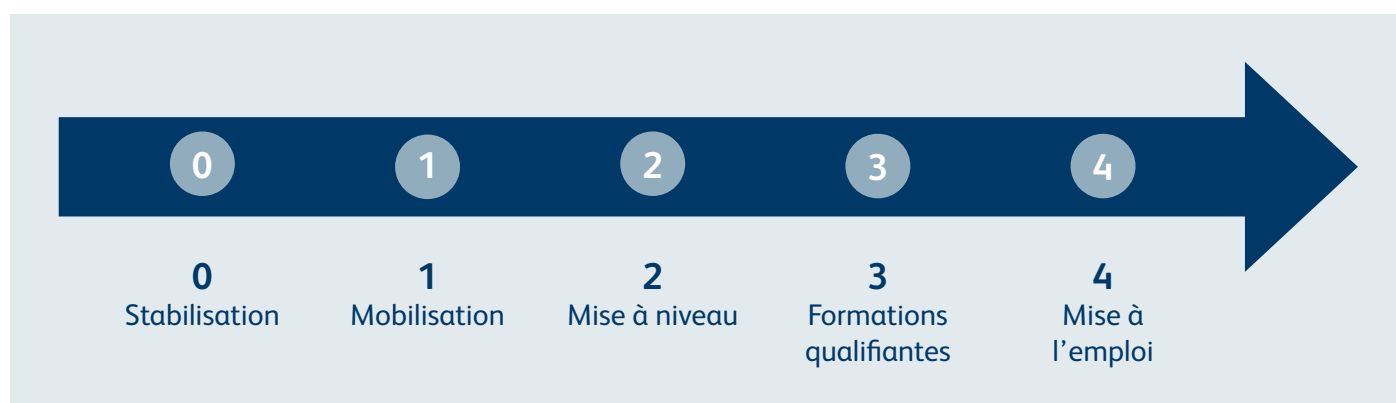 0
1
2
3
4
0
Stabilisation
1
Mobilisation
2
Mise à niveau
3
Formations
qualifiantes
4
Mise à
l’emploi